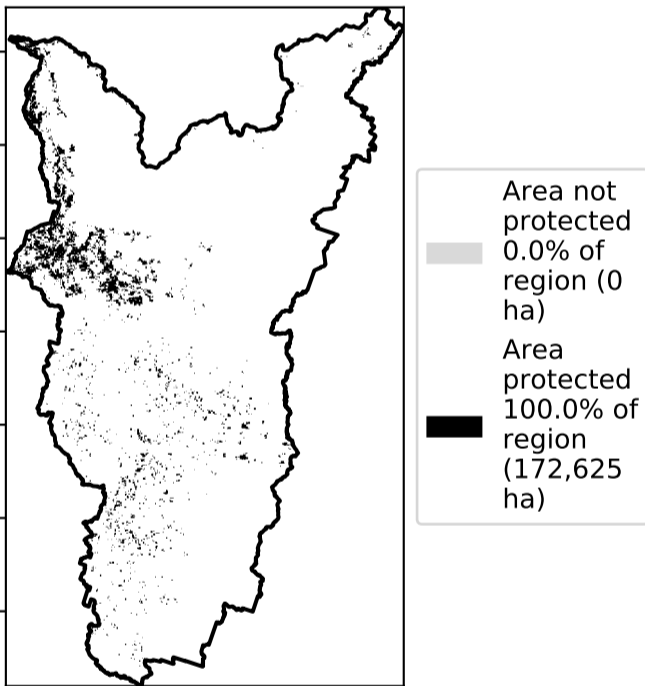 Area not
protected
0.0% of
region (0
ha)
Area
protected
100.0% of
region
(172,625
ha)